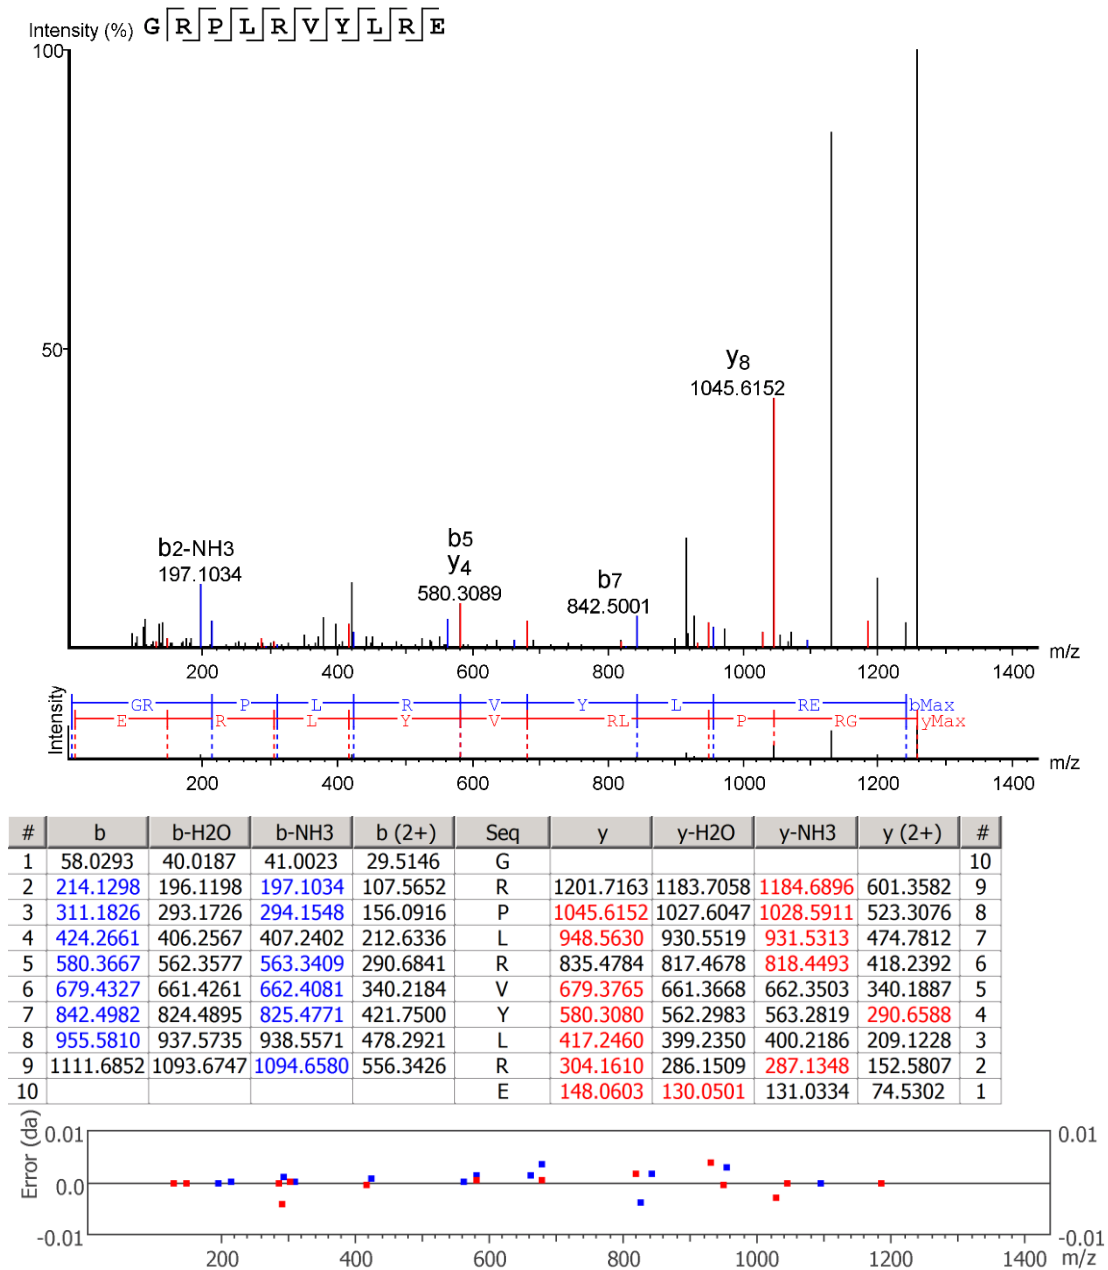 Intensity (%) G R P L R V Y L R E
100
50
y8
1045.6152
b2-NH3
197.1034
b5
y4
580.3089
b7
842.5001
200 400 600 800 1000 1200 1400 m/z
Intensity
GR P L R V Y L RE bMax
E R L Y V RL P RG yMax
200 400 600 800 1000 1200 1400 m/z
# b b-H2O b-NH3 b (2+) Seq y y-H2O y-NH3 y (2+) #
1 58.0293 40.0187 41.0023 29.5146 G 10
2 214.1298 196.1198 197.1034 107.5652 R 1201.7163 1183.7058 1184.6896 601.3582 9
3 311.1826 293.1726 294.1548 156.0916 P 1045.6152 1027.6047 1028.5911 523.3076 8
4 424.2661 406.2567 407.2402 212.6336 L 948.5630 930.5519 931.5313 474.7812 7
5 580.3667 562.3577 563.3409 290.6841 R 835.4784 817.4678 818.4493 418.2392 6
6 679.4327 661.4261 662.4081 340.2184 V 679.3765 661.3668 662.3503 340.1887 5
7 842.4982 824.4895 825.4771 421.7500 Y 580.3080 562.2983 563.2819 290.6588 4
8 955.5810 937.5735 938.5571 478.2921 L 417.2460 399.2350 400.2186 209.1228 3
9 1111.6852 1093.6747 1094.6580 556.3426 R 304.1610 286.1509 287.1348 152.5807 2
10 E 148.0603 130.0501 131.0334 74.5302 1
Error (da)
0.01 0.01
0.0
-0.01 -0.01
200 400 600 800 1000 1200 1400 m/z